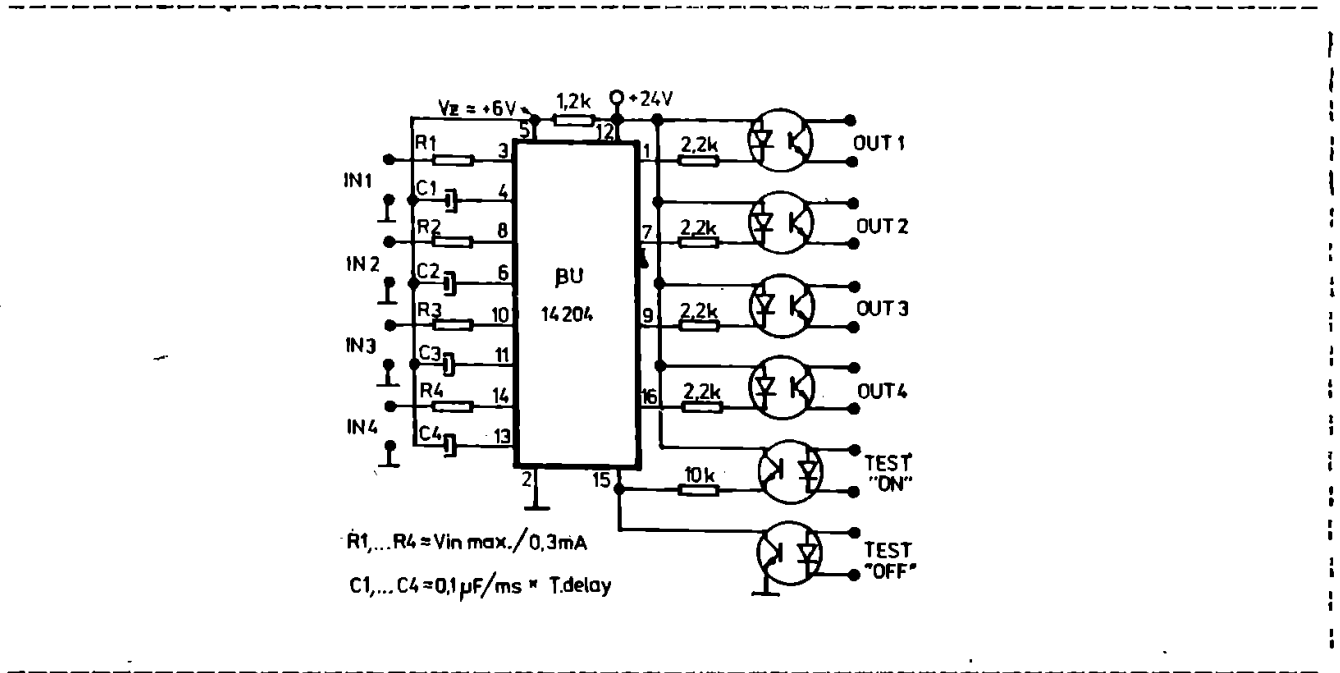 VZ = +6V
1,2k
+24V
5
12
R1
3
1
2,2k
OUT 1
IN1
C1
4
R2
8
7
2,2k
OUT 2
IN2
C2
6
βU
14204
R3
10
9
2,2k
OUT 3
IN3
C3
11
R4
14
16
2,2k
OUT4
IN4
C4
13
2
15
10k
TEST
"ON"
TEST
"OFF"
R1,...R4 = Vin max./0,3mA
C1,...C4 = 0,1 µF/ms * T.delay